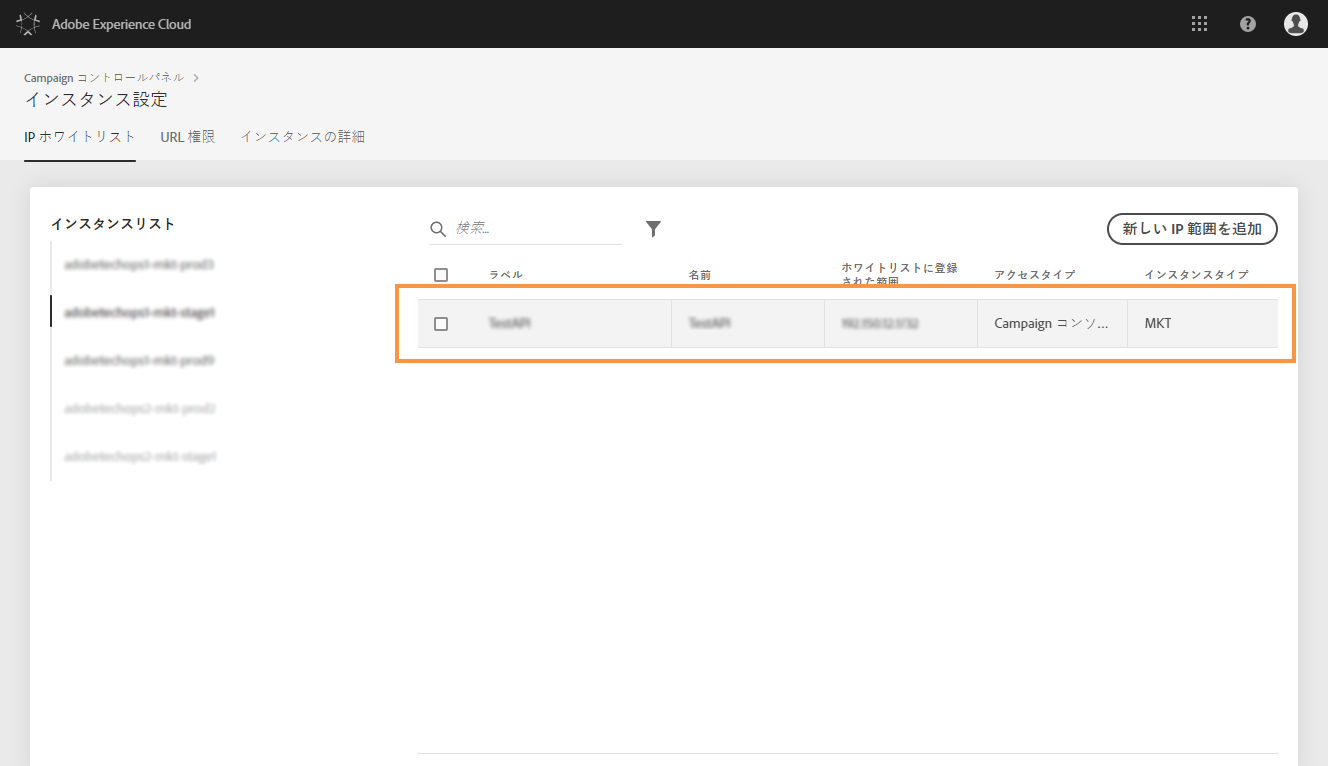 Adobe Experience Cloud
Campaign コントロールパネル
インスタンス設定
IP ホワイトリスト URL 権限 インスタンスの詳細
インスタンスリスト
検索...
新しい IP 範囲を追加
ラベル 名前 ホワイトリストに登録された範囲 アクセスタイプ インスタンスタイプ
adobetechops1-mkt-prod3
adobetechops1-mkt-stage1
adobetechops1-mkt-prod9
adobetechops2-mkt-prod2
adobetechops2-mkt-stage1
TestAPI TestAPI Campaign コンソ... MKT